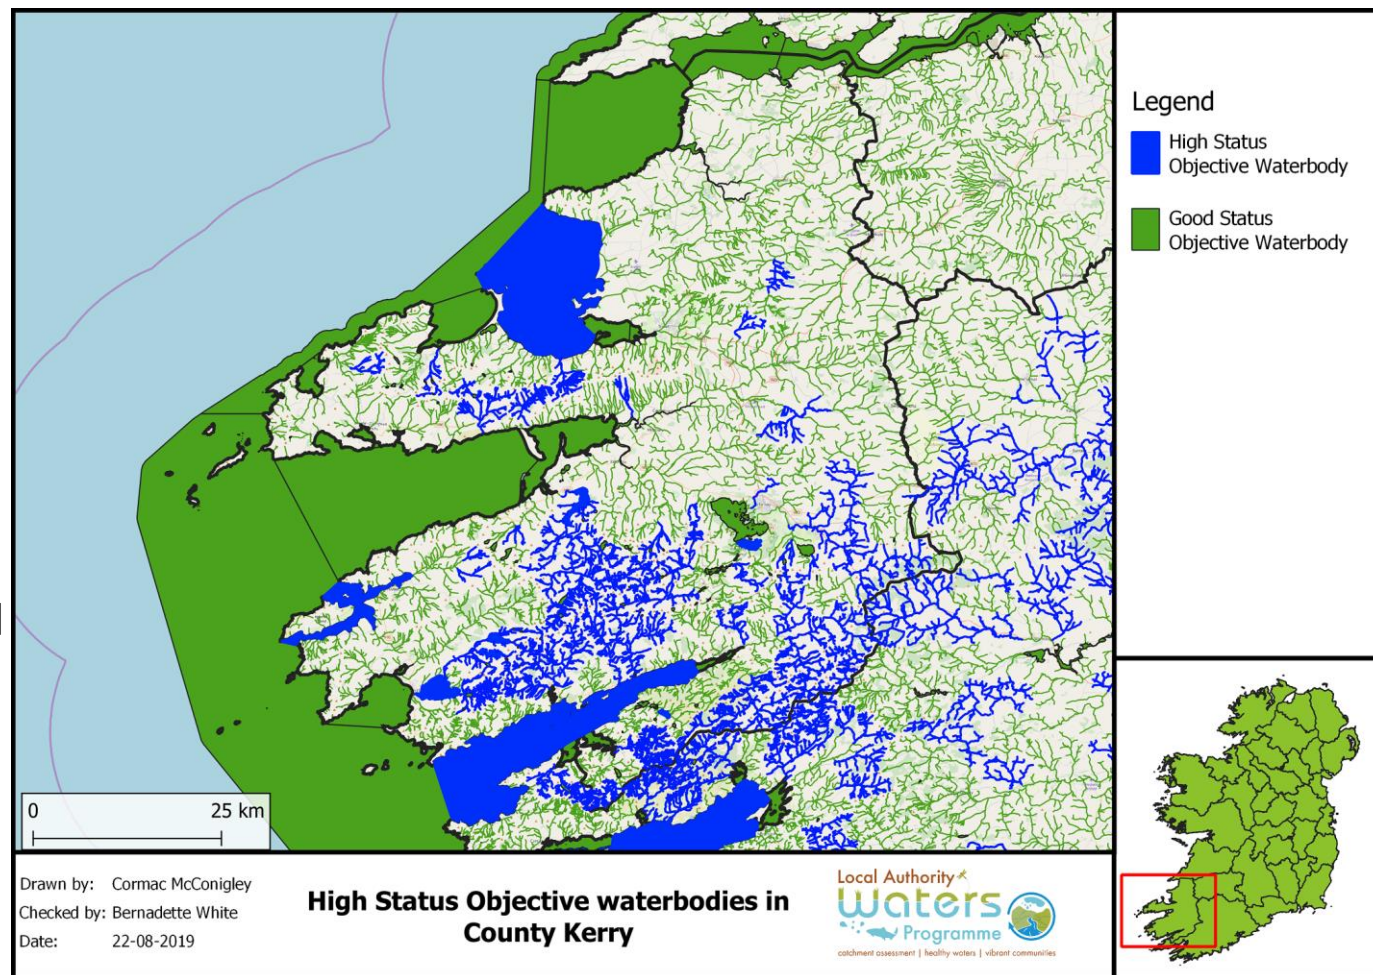 Legend
High Status
Objective Waterbody
Good Status
Objective Waterbody
0 25 km
Drawn by: Cormac McConigley
Checked by: Bernadette White
Date: 22-08-2019
High Status Objective waterbodies in
County Kerry
Local Authority
Waters
Programme
catchment assessment | healthy waters | vibrant communities